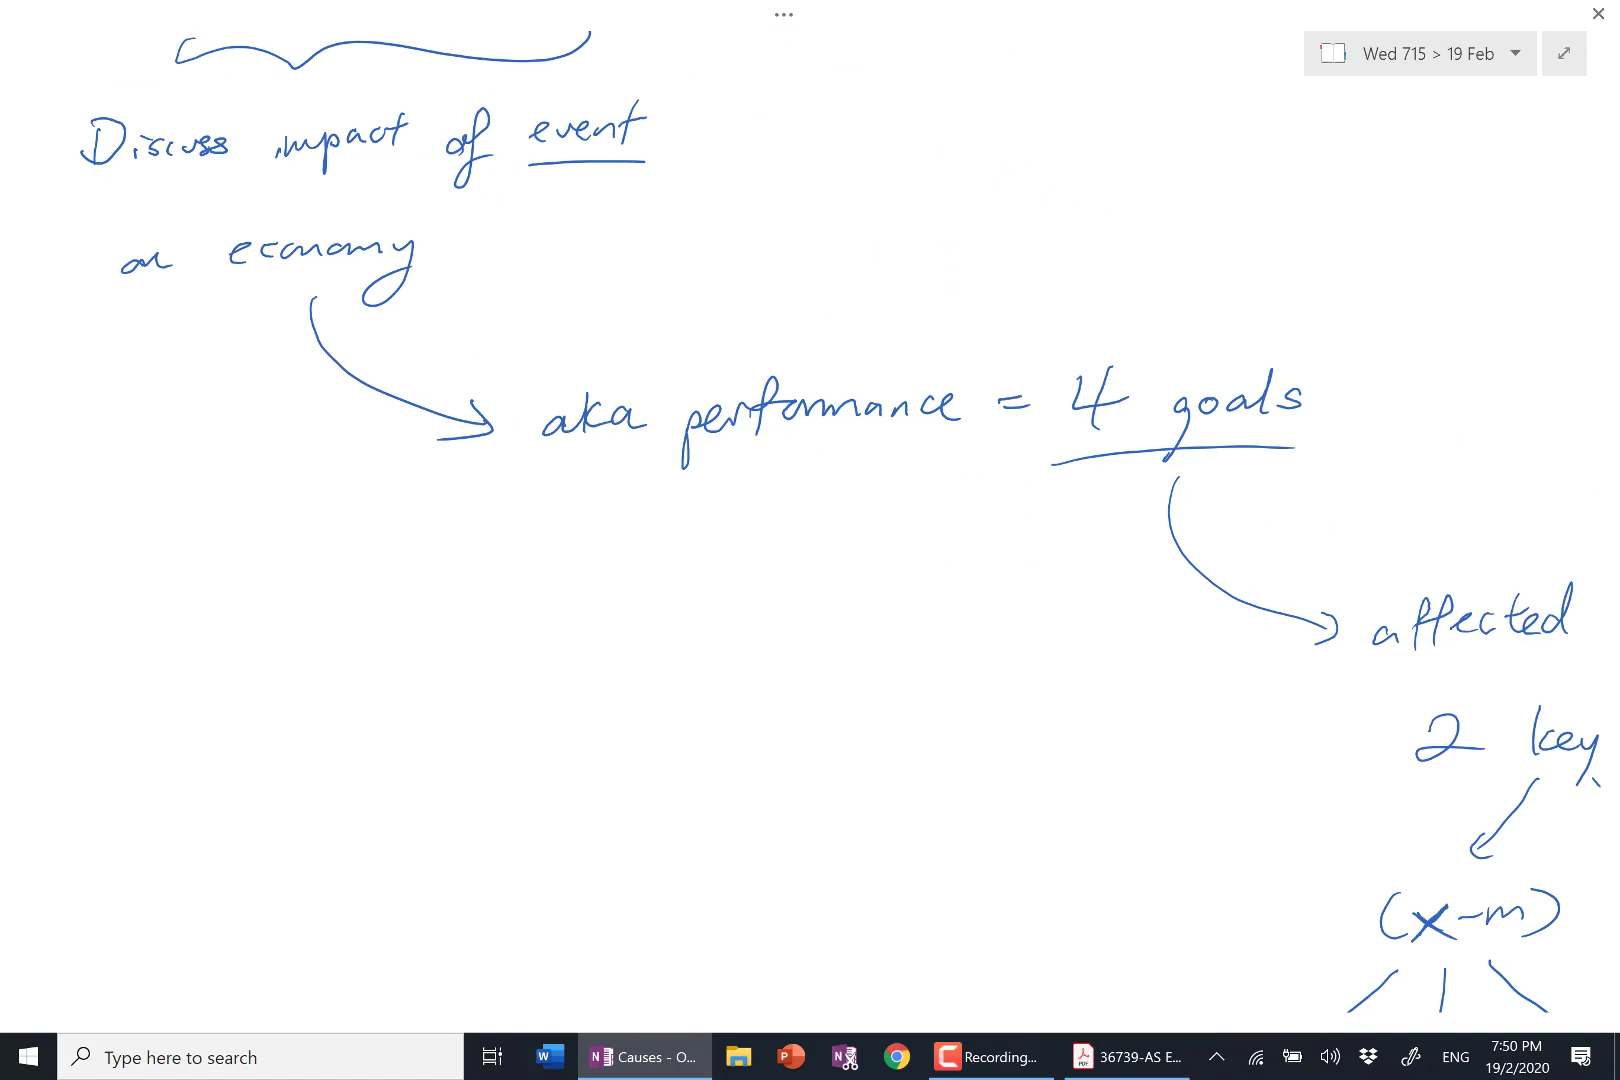 Wed 715 > 19 Feb
Discuss impact of event
on economy
aka performance = 4 goals
affected
2 key
(x-m)
Type here to search
Causes - O...
Recording...
36739-AS E...
ENG
7:50 PM
19/2/2020